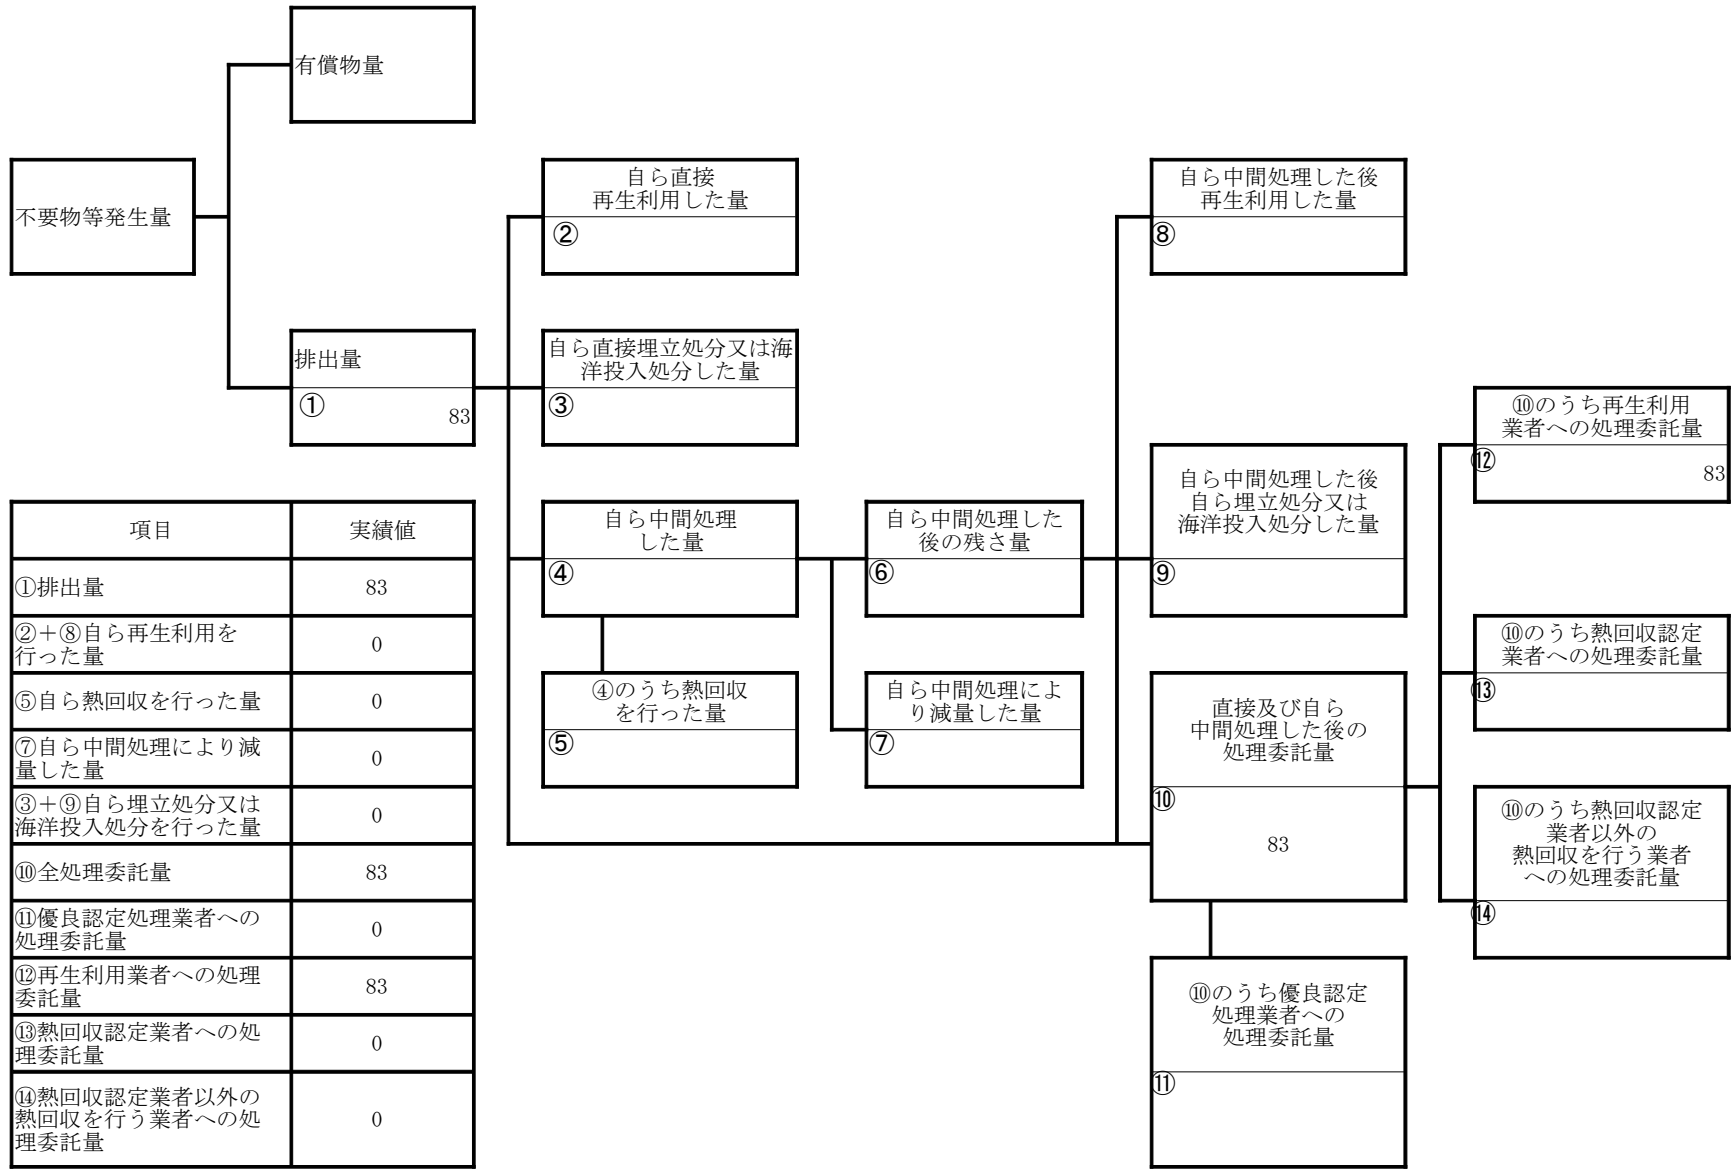 有償物量
不要物等発生量
自ら直接
再生利用した量
②
自ら中間処理した後
再生利用した量
⑧
排出量
①
83
自ら直接埋立処分又は海
洋投入処分した量
③
⑩のうち再生利用
業者への処理委託量
⑫
83
自ら中間処理
した量
④
自ら中間処理した
後の残さ量
⑥
自ら中間処理した後
自ら埋立処分又は
海洋投入処分した量
⑨
④のうち熱回収
を行った量
⑤
自ら中間処理によ
り減量した量
⑦
直接及び自ら
中間処理した後の
処理委託量
⑩
83
⑩のうち熱回収認定
業者への処理委託量
⑬
⑩のうち熱回収認定
業者以外の
熱回収を行う業者
への処理委託量
⑭
⑩のうち優良認定
処理業者への
処理委託量
⑪
項目 実績値
①排出量 83
②+⑧自ら再生利用を
行った量 0
⑤自ら熱回収を行った量 0
⑦自ら中間処理により減
量した量 0
③+⑨自ら埋立処分又は
海洋投入処分を行った量 0
⑩全処理委託量 83
⑪優良認定処理業者への
処理委託量 0
⑫再生利用業者への処理
委託量 83
⑬熱回収認定業者への処
理委託量 0
⑭熱回収認定業者以外の
熱回収を行う業者への処 0
理委託量